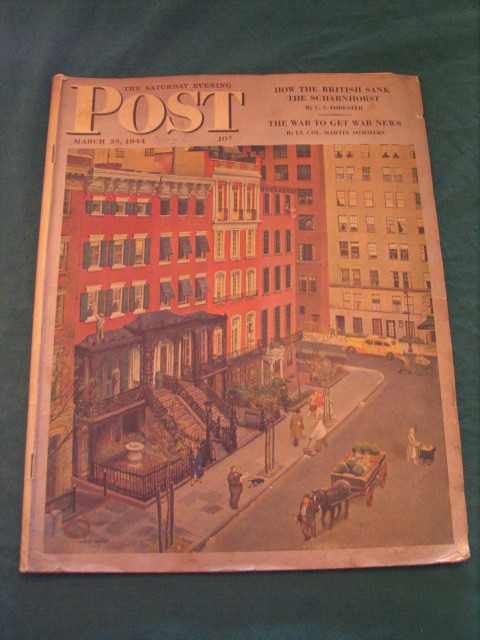 THE SATURDAY EVENING
POST
MARCH 25, 1944
10¢
HOW THE BRITISH SANK
THE SCHARNHORST
By C. S. FORESTER
THE WAR TO GET WAR NEWS
By LT. COL. MARTIN SOMMERS